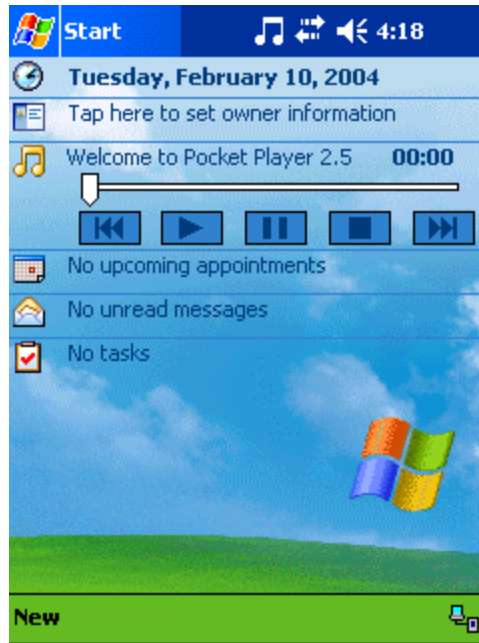 Start 4:18
Tuesday, February 10, 2004
Tap here to set owner information
Welcome to Pocket Player 2.5 00:00
No upcoming appointments
No unread messages
No tasks
New